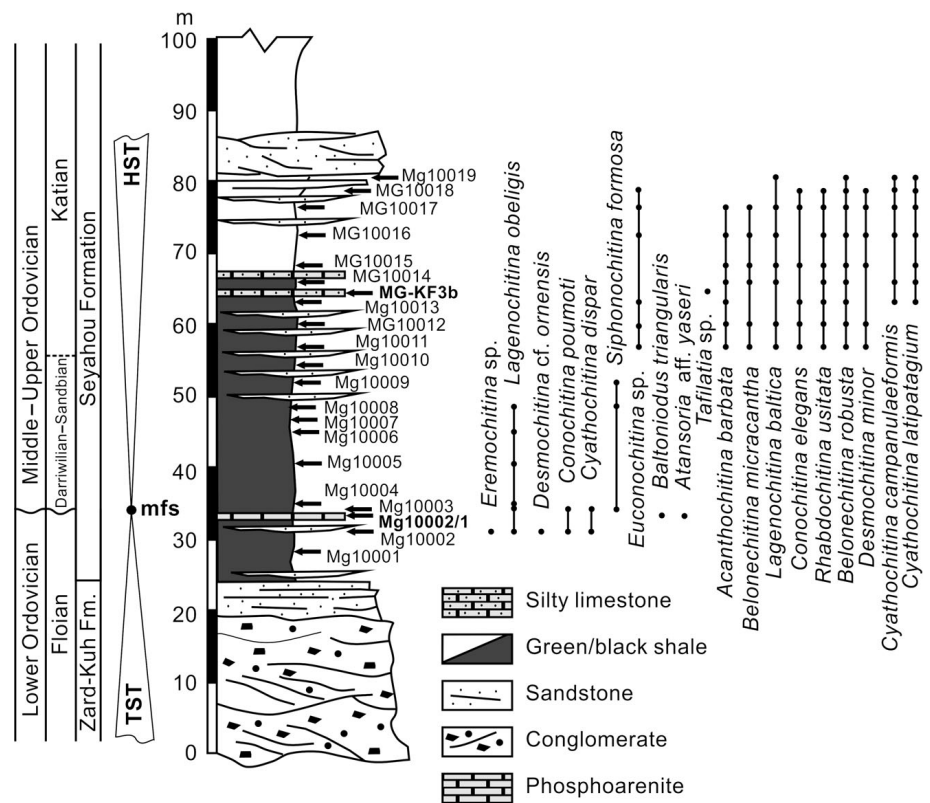 m
100
90
80
70
60
50
40
30
20
10
0
Lower Ordovician
Middle–Upper Ordovician
Floian
Darriwilian–Sandbian
Katian
Zard-Kuh Fm.
Seyahou Formation
TST
HST
mfs
Mg10019
MG10018
MG10017
MG10016
MG10015
MG10014
MG-KF3b
Mg10013
MG10012
Mg10011
Mg10010
Mg10009
Mg10008
Mg10007
Mg10006
Mg10005
Mg10004
Mg10003
Mg10002/1
Mg10002
Mg10001
Eremochitina sp.
Lagenochitina obeligis
Desmochitina cf. ornensis
Conochitina poumoti
Cyathochitina dispar
Siphonochitina formosa
Euconochitina sp.
Baltoniodus triangularis
Atansoria aff. yaseri
Tafilatia sp.
Acanthochitina barbata
Belonechitina micracantha
Lagenochitina baltica
Conochitina elegans
Rhabdochitina usitata
Belonechitina robusta
Desmochitina minor
Cyathochitina campanulaeformis
Cyathochitina latipatagium
Silty limestone
Green/black shale
Sandstone
Conglomerate
Phosphoarenite